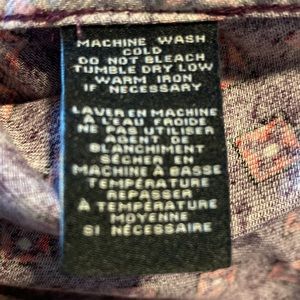 MACHINE WASH
COLD
DO NOT BLEACH
TUMBLE DRY LOW
WARM IRON
IF NECESSARY
LAVER EN MACHINE
À L'EAU FROIDE
NE PAS UTILISER
AGENT DE
BLANCHIMENT
SÉCHER EN
MACHINE À BASSE
TEMPÉRATURE
REPASSER
À TEMPÉRATURE
MOYENNE
SI NÉCESSAIRE